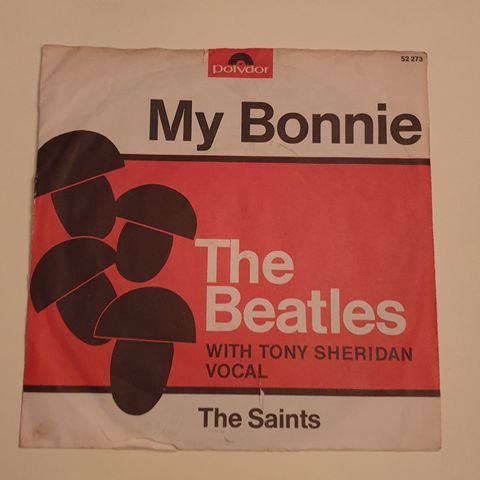 polydor
52 273
My Bonnie
The
Beatles
WITH TONY SHERIDAN
VOCAL
The Saints